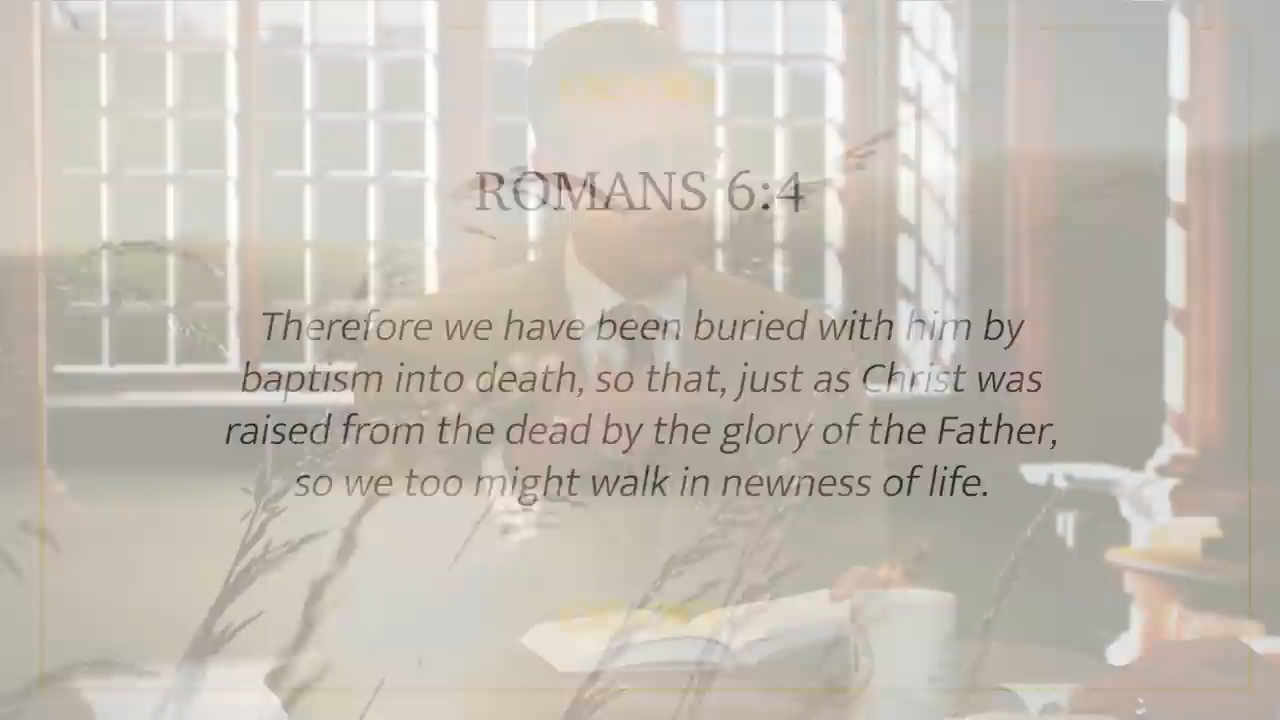 ROMANS 6:4
Therefore we have been buried with him by
baptism into death, so that, just as Christ was
raised from the dead by the glory of the Father,
so we too might walk in newness of life.